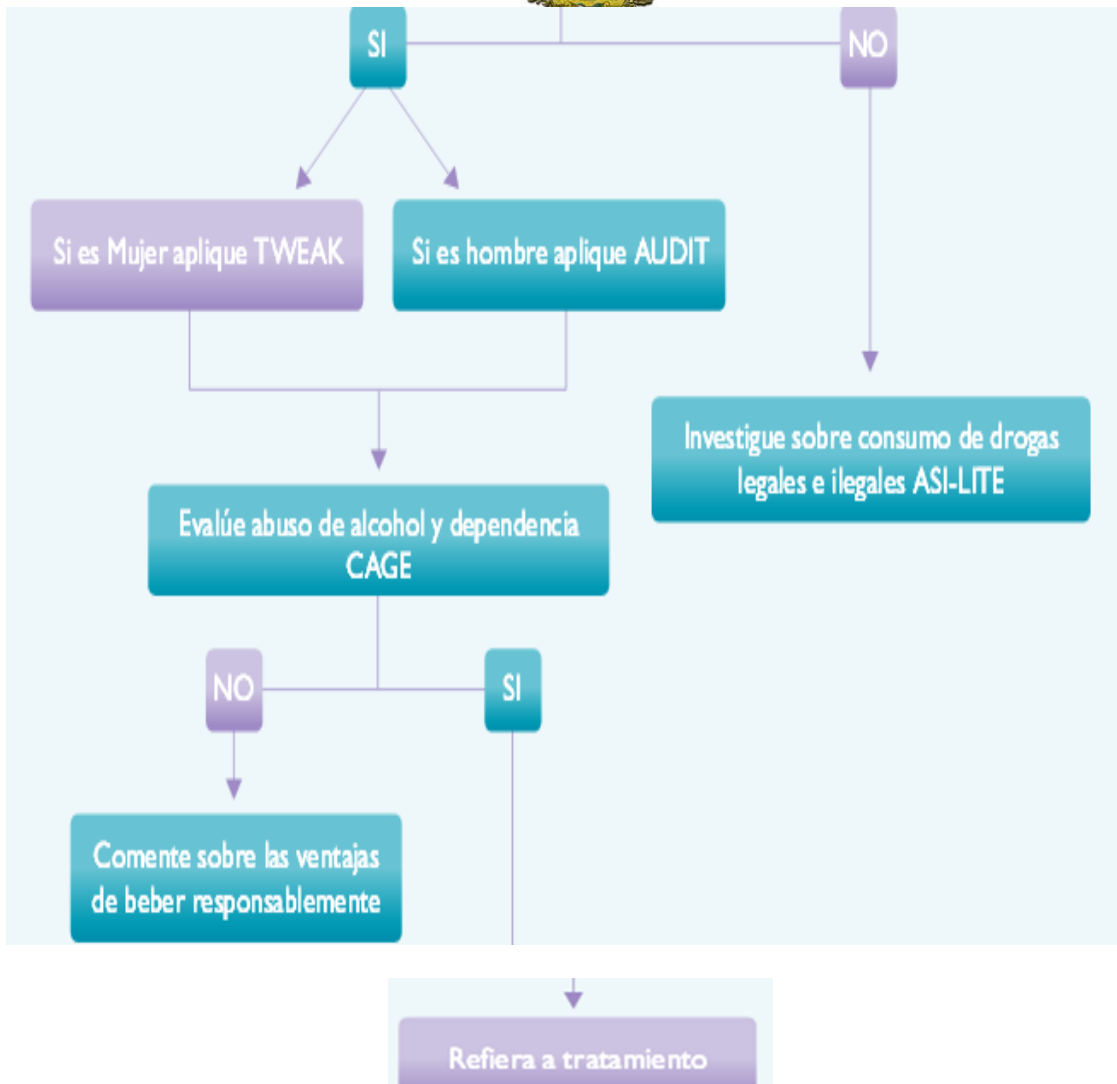 SI
NO
Si es Mujer aplique TWEAK
Si es hombre aplique AUDIT
Investigue sobre consumo de drogas
legales e ilegales ASI-LITE
Evalúe abuso de alcohol y dependencia
CAGE
NO
SI
Comente sobre las ventajas
de beber responsablemente
Refiera a tratamiento